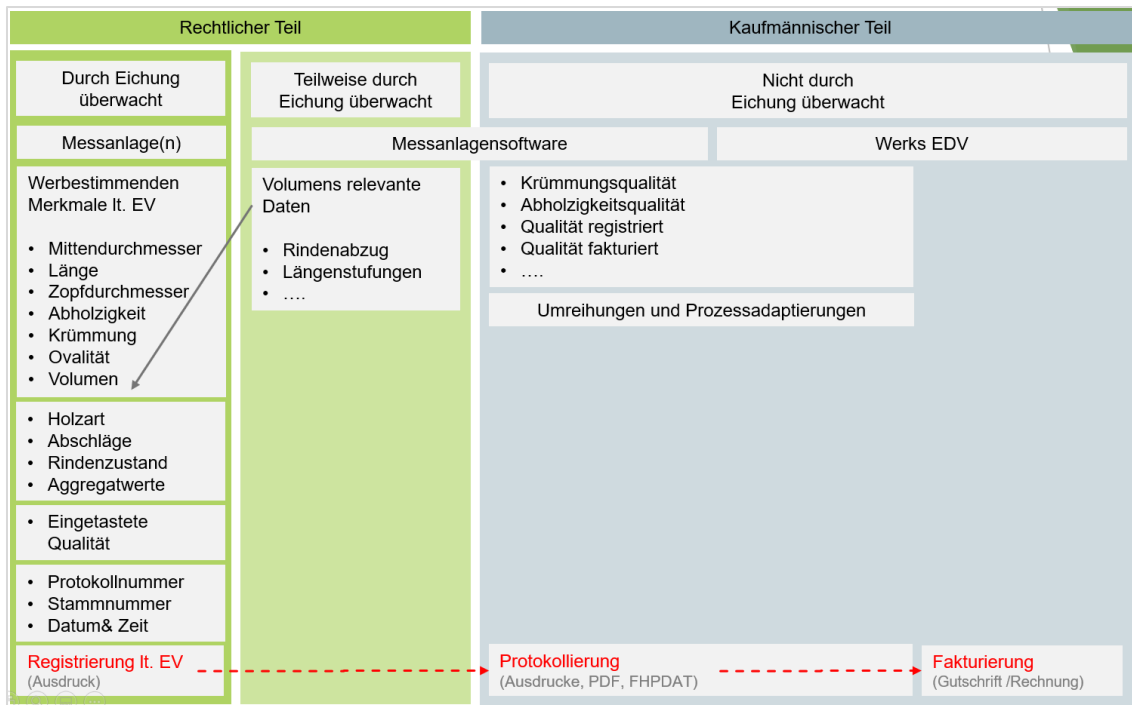 Rechtlicher Teil
Kaufmännischer Teil
Durch Eichung
überwacht
Teilweise durch
Eichung überwacht
Nicht durch
Eichung überwacht
Messanlage(n)
Messanlagensoftware
Werks EDV
Werbestimmenden
Merkmale lt. EV
• Mittendurchmesser
• Länge
• Zopfdurchmesser
• Abholzigkeit
• Krümmung
• Ovalität
• Volumen
• Holzart
• Abschläge
• Rindenzustand
• Aggregatwerte
• Eingetastete
Qualität
• Protokollnummer
• Stammnummer
• Datum& Zeit
Volumens relevante
Daten
• Rindenabzug
• Längenstufungen
• ….
• Krümmungsqualität
• Abholzigkeitsqualität
• Qualität registriert
• Qualität fakturiert
• ….
Umreihungen und Prozessadaptierungen
Registrierung lt. EV
(Ausdruck)
Protokollierung
(Ausdrucke, PDF, FHPDAT)
Fakturierung
(Gutschrift /Rechnung)